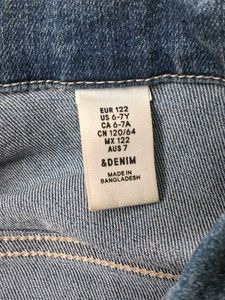 EUR 122
US 6-7Y
CA 6-7A
CN 120/64
MX 122
AUS 7
&DENIM
MADE IN
BANGLADESH